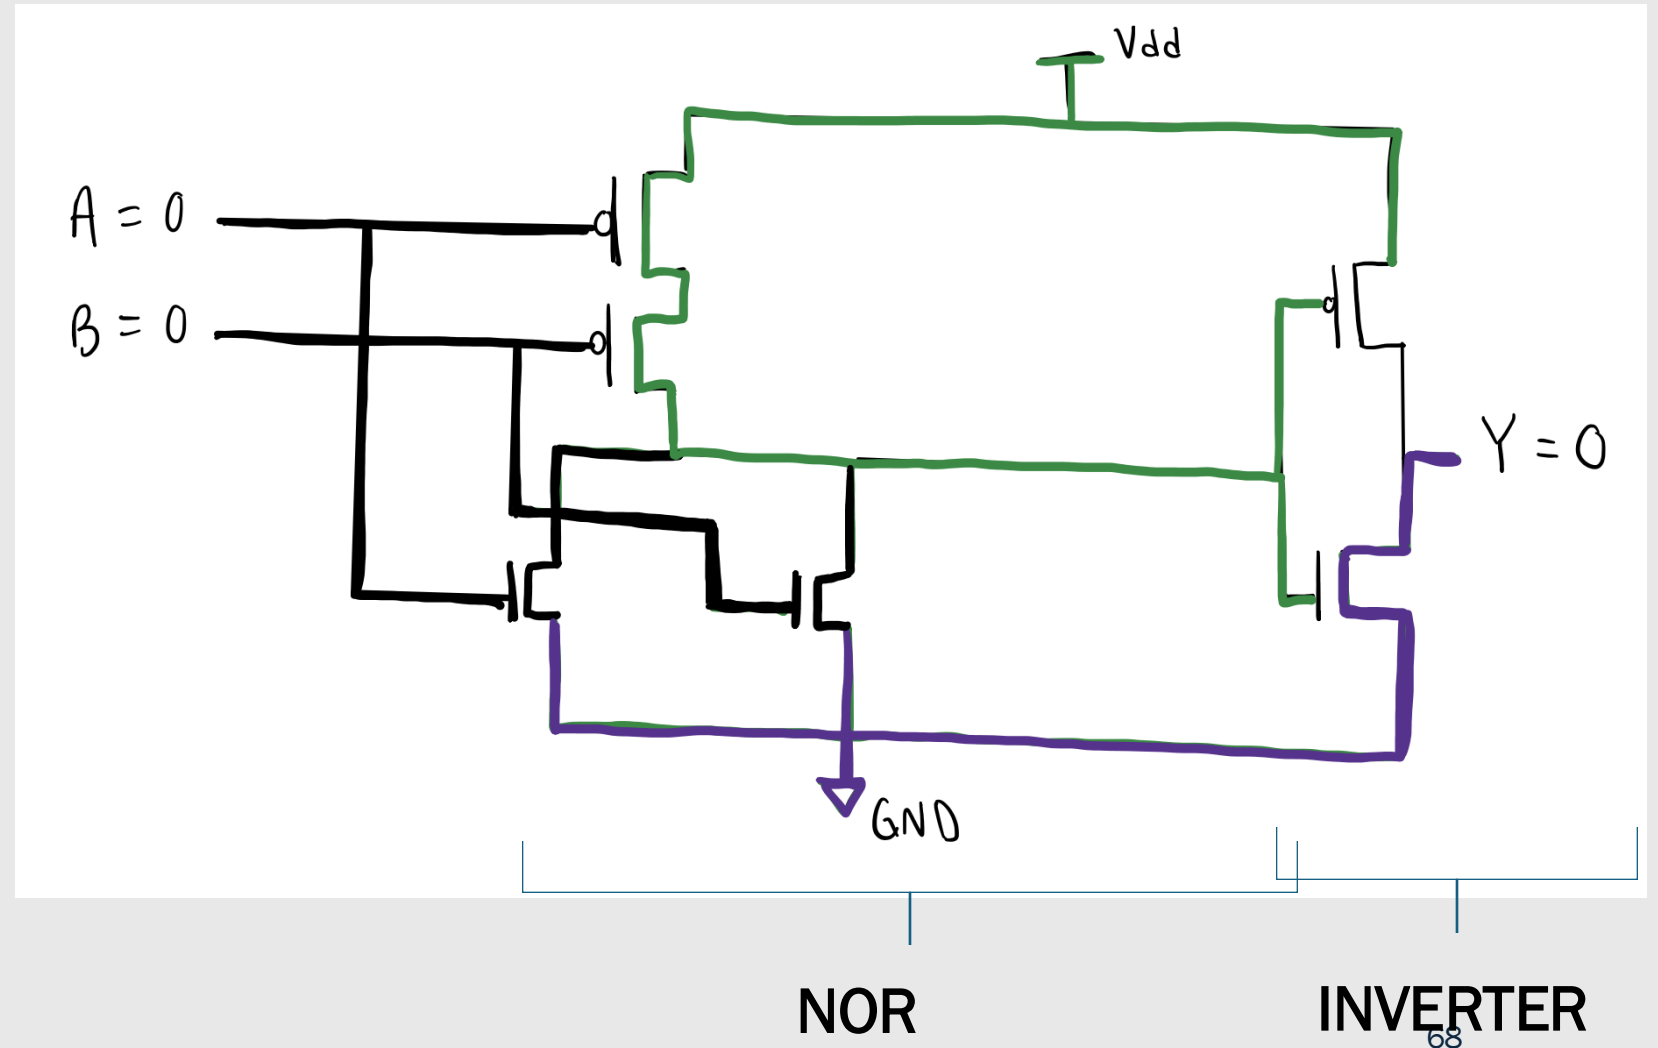 Vdd
A = 0
B = 0
Y = 0
GND
NOR
INVERTER
68